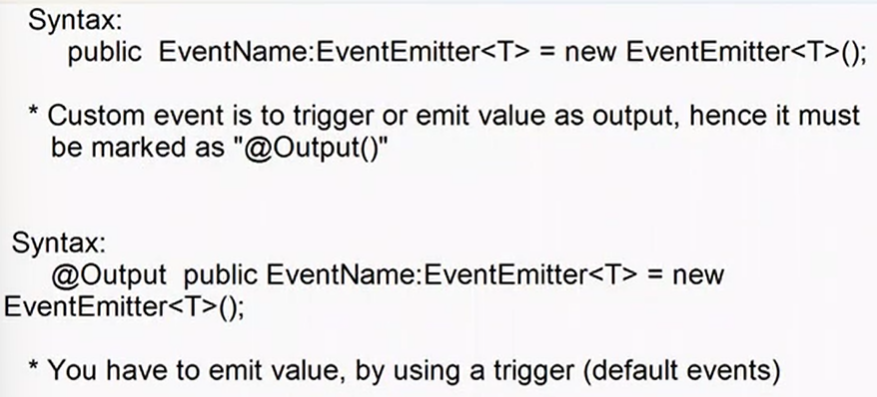 Syntax:
public EventName:EventEmitter<T> = new EventEmitter<T>();
* Custom event is to trigger or emit value as output, hence it must
be marked as "@Output()"
Syntax:
@Output public EventName:EventEmitter<T> = new
EventEmitter<T>();
* You have to emit value, by using a trigger (default events)